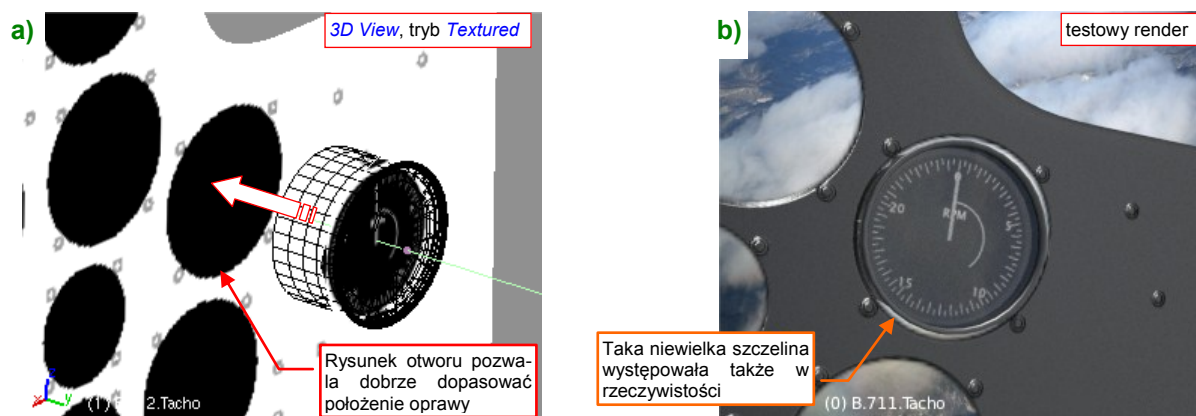 a)
3D View, tryb Textured
Rysunek otworu pozwa-
la dobrze dopasować
położenie oprawy
x y
2.Tacho
b)
testowy render
20
RPM
5
15
10
Taka niewielka szczelina
występowała także w
rzeczywistości
(0) B.711.Tacho